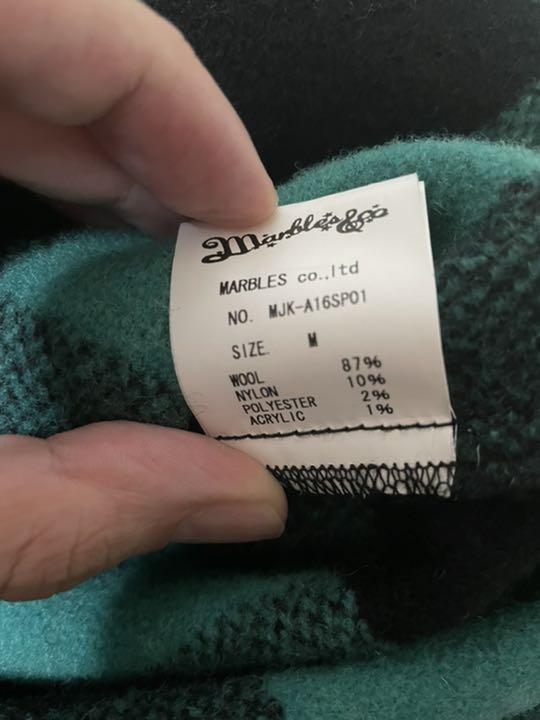 Marbles&co
MARBLES co.,ltd
NO. MJK-A16SP01
SIZE. M
WOOL 87%
NYLON 10%
POLYESTER 2%
ACRYLIC 1%